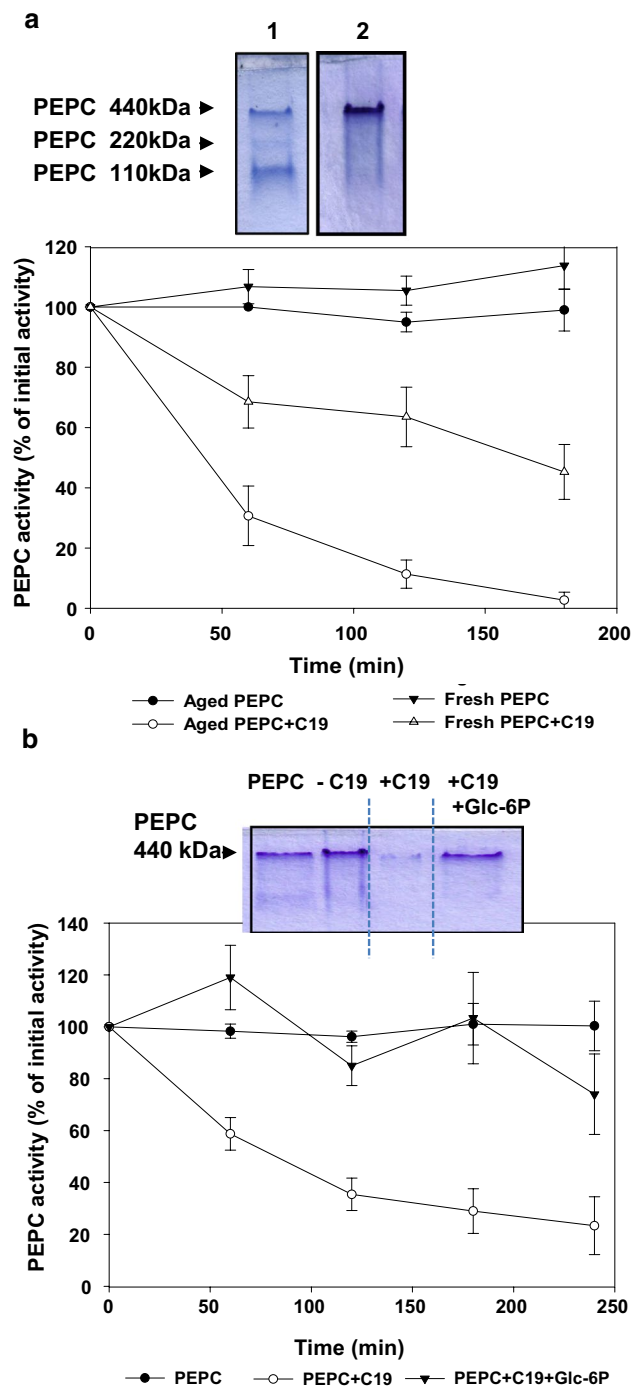 a
1 2
PEPC 440kDa
PEPC 220kDa
PEPC 110kDa
PEPC activity (% of initial activity)
120
100
80
60
40
20
0
0 50 100 150 200
Time (min)
Aged PEPC Fresh PEPC
Aged PEPC+C19 Fresh PEPC+C19
b
PEPC - C19 +C19 +C19
+Glc-6P
PEPC
440 kDa
PEPC activity (% of initial activity)
140
120
100
80
60
40
20
0
0 50 100 150 200 250
Time (min)
PEPC PEPC+C19 PEPC+C19+Glc-6P